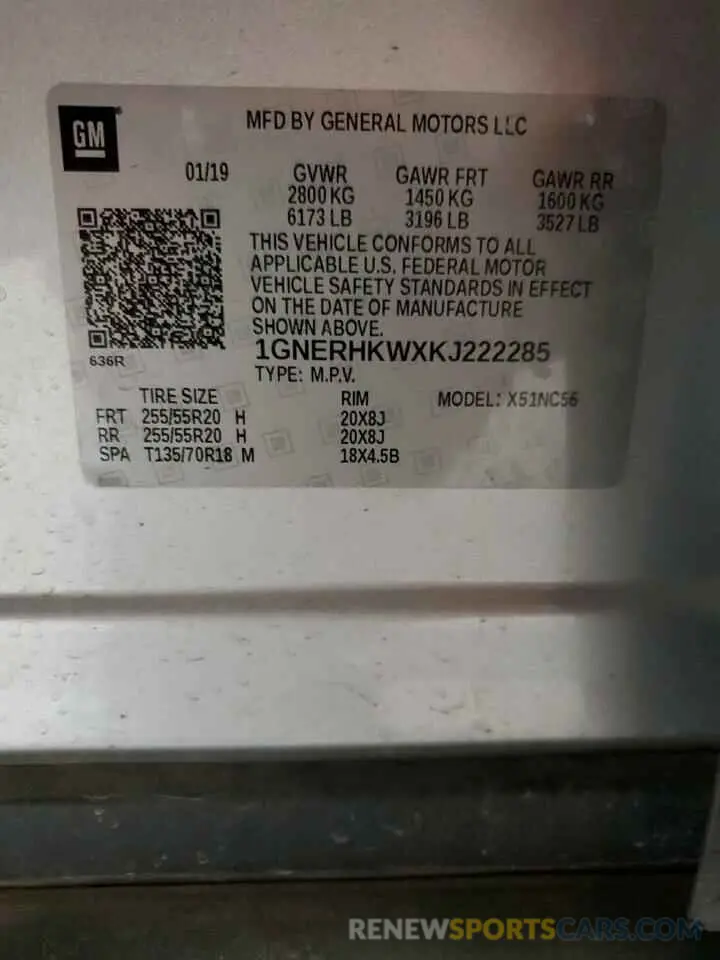 GM
MFD BY GENERAL MOTORS LLC
01/19 GVWR GAWR FRT GAWR RR
2800 KG 1450 KG 1600 KG
6173 LB 3196 LB 3527 LB
THIS VEHICLE CONFORMS TO ALL
APPLICABLE U.S. FEDERAL MOTOR
VEHICLE SAFETY STANDARDS IN EFFECT
ON THE DATE OF MANUFACTURE
SHOWN ABOVE.
636R
1GNERHKWXKJ222285
TYPE: M.P.V.
TIRE SIZE RIM MODEL: X51NC56
FRT 255/55R20 H 20X8J
RR 255/55R20 H 20X8J
SPA T135/70R18 M 18X4.5B
RENEWSPORTSCARS.COM